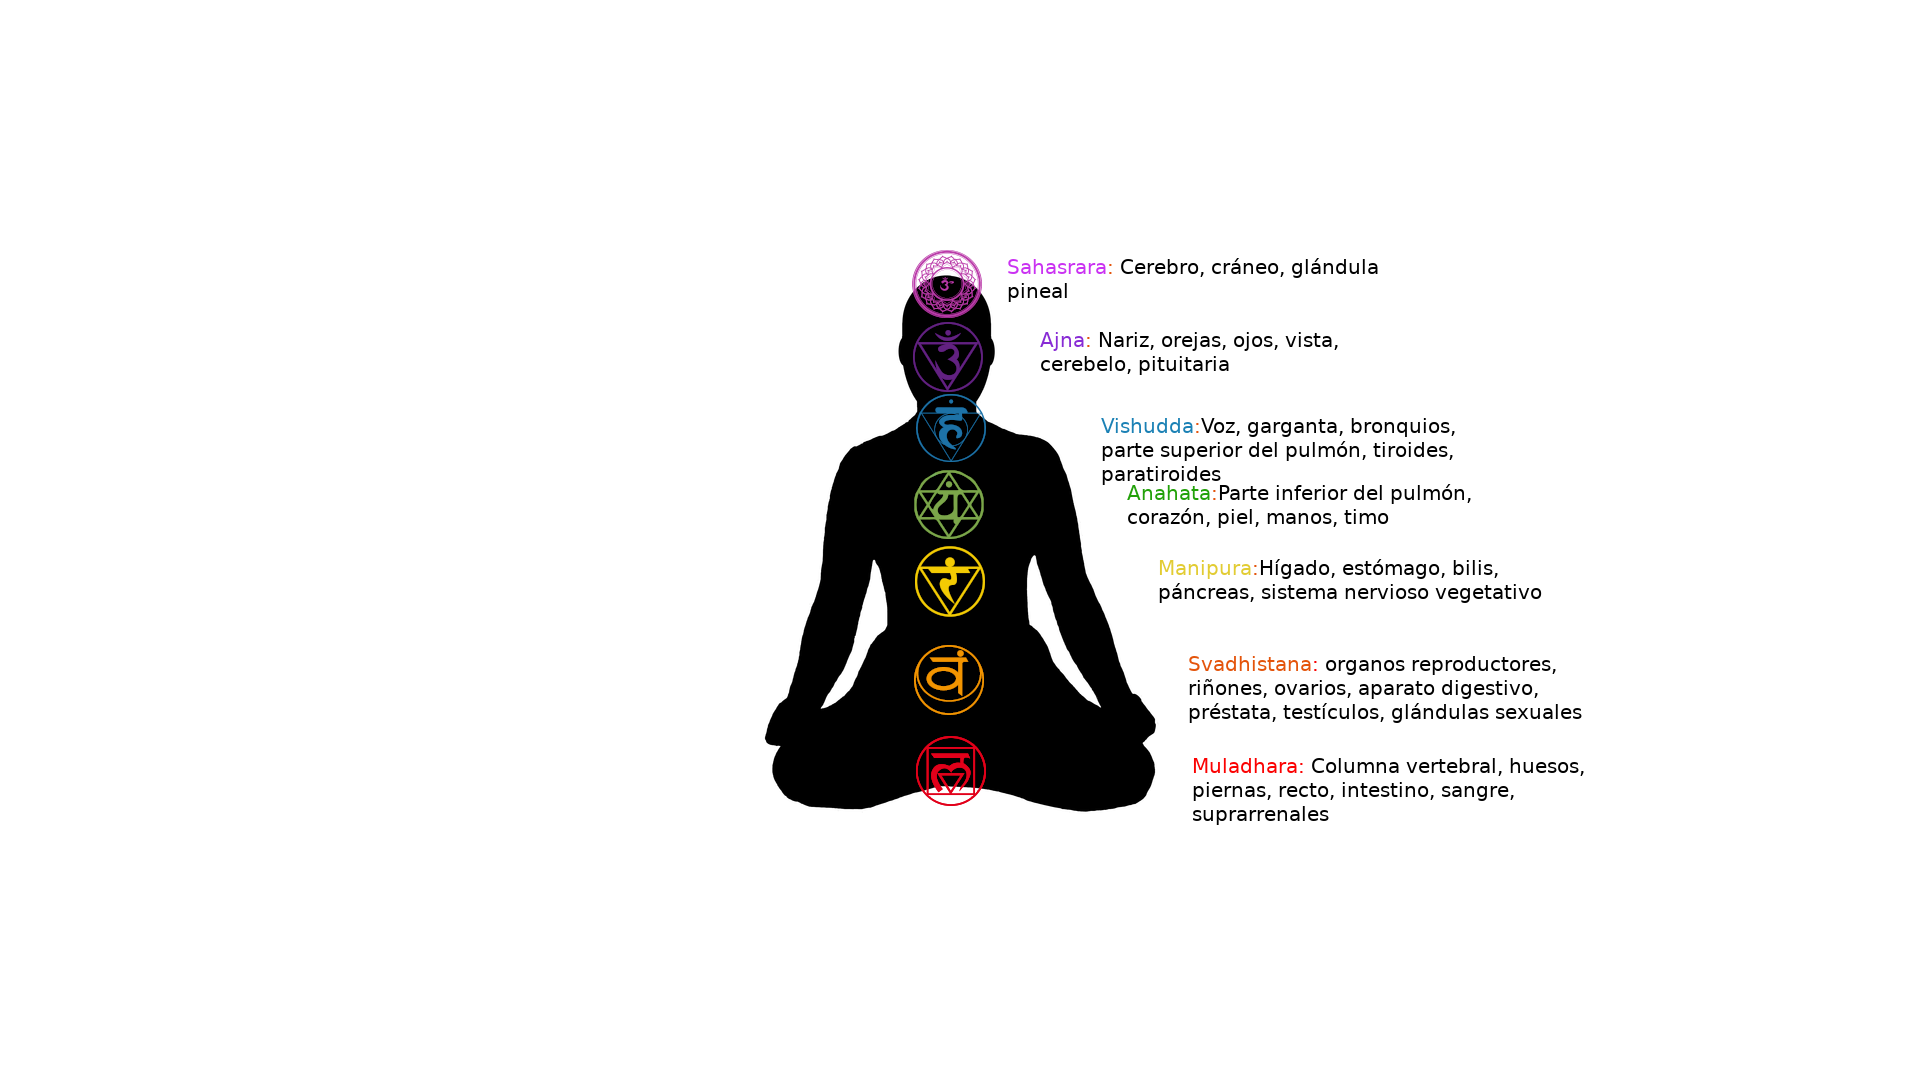 ॐ
Sahasrara: Cerebro, cráneo, glándula
pineal
ॐ
Ajna: Nariz, orejas, ojos, vista,
cerebelo, pituitaria
हं
Vishudda:Voz, garganta, bronquios,
parte superior del pulmón, tiroides,
paratiroides
यं
Anahata:Parte inferior del pulmón,
corazón, piel, manos, timo
रं
Manipura:Hígado, estómago, bilis,
páncreas, sistema nervioso vegetativo
वं
Svadhistana: organos reproductores,
riñones, ovarios, aparato digestivo,
préstata, testículos, glándulas sexuales
ल
Muladhara: Columna vertebral, huesos,
piernas, recto, intestino, sangre,
suprarrenales